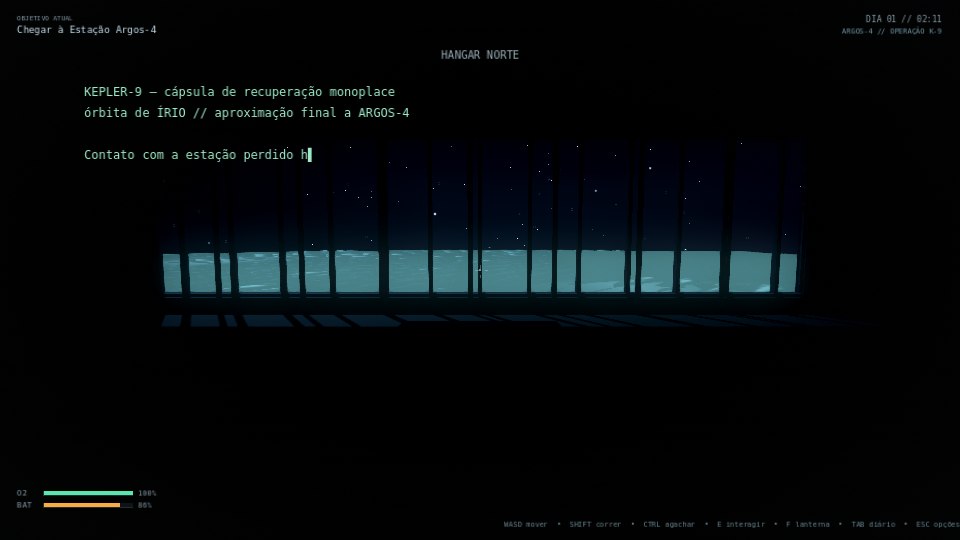 OBJETIVO ATUAL
Chegar à Estação Argos-4
DIA 01 // 02:11
ARGOS-4 // OPERAÇÃO K-9
HANGAR NORTE
KEPLER-9 — cápsula de recuperação monoplace
órbita de ÍRIO // aproximação final a ARGOS-4
Contato com a estação perdido h
O2 100%
BAT 86%
WASD mover • SHIFT correr • CTRL agachar • E interagir • F lanterna • TAB diário • ESC opções